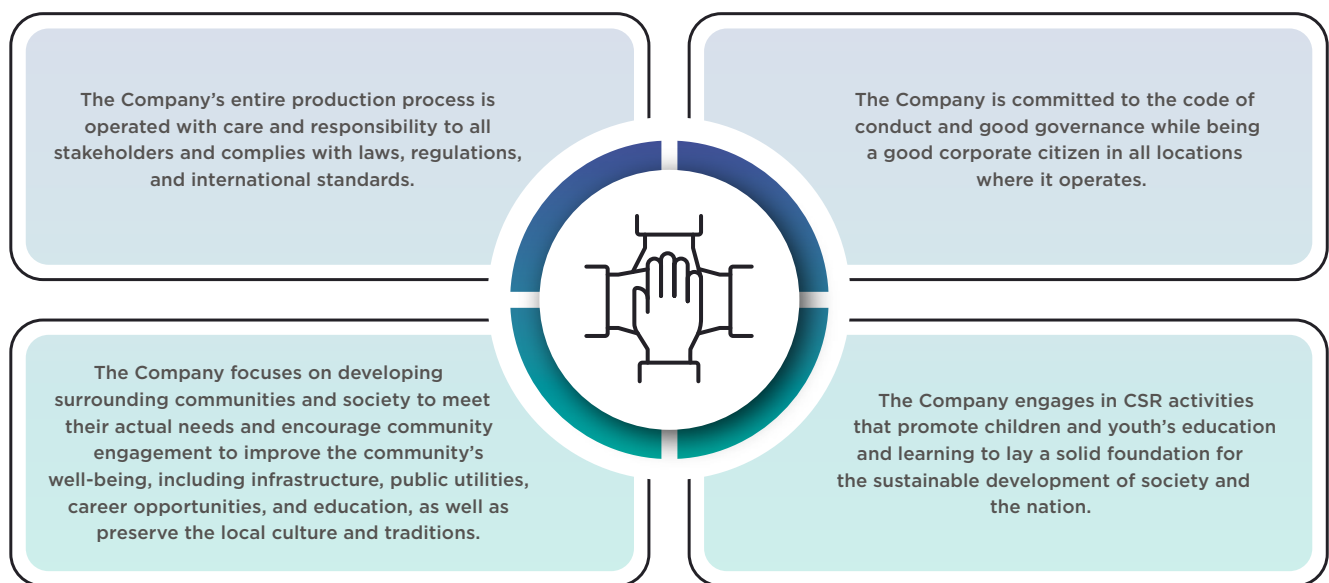 The Company’s entire production process is
operated with care and responsibility to all
stakeholders and complies with laws, regulations,
and international standards.
The Company is committed to the code of
conduct and good governance while being
a good corporate citizen in all locations
where it operates.
The Company focuses on developing
surrounding communities and society to meet
their actual needs and encourage community
engagement to improve the community’s
well-being, including infrastructure, public utilities,
career opportunities, and education, as well as
preserve the local culture and traditions.
The Company engages in CSR activities
that promote children and youth’s education
and learning to lay a solid foundation for
the sustainable development of society and
the nation.